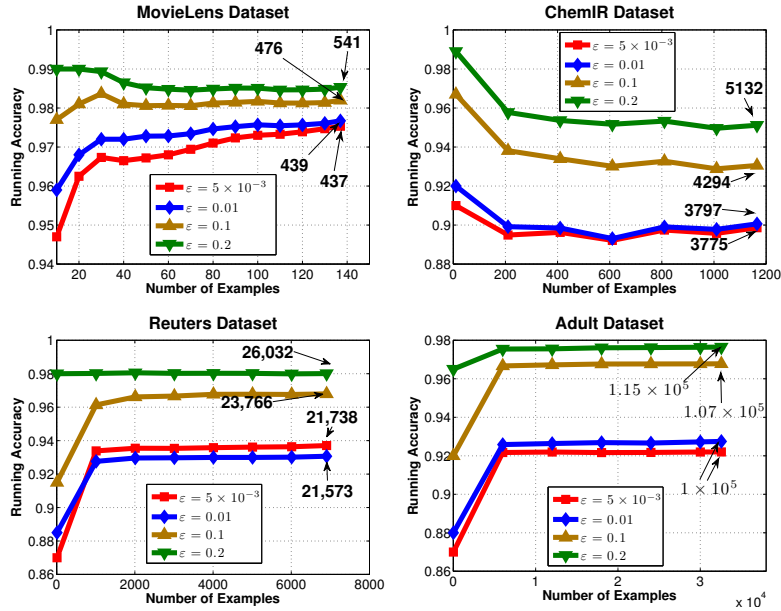 MovieLens Dataset
1
0.99
0.98
0.97
0.96
0.95
0.94
Running Accuracy
476
541
439
437
ε = 5 × 10⁻³
ε = 0.01
ε = 0.1
ε = 0.2
20 40 60 80 100 120 140
Number of Examples
ChemIR Dataset
1
0.98
0.96
0.94
0.92
0.9
0.88
Running Accuracy
ε = 5 × 10⁻³
ε = 0.01
ε = 0.1
ε = 0.2
5132
4294
3797
3775
0 200 400 600 800 1000 1200
Number of Examples
Reuters Dataset
1
0.98
0.96
0.94
0.92
0.9
0.88
0.86
Running Accuracy
26,032
23,766
21,738
21,573
ε = 5 × 10⁻³
ε = 0.01
ε = 0.1
ε = 0.2
0 2000 4000 6000 8000
Number of Examples
Adult Dataset
0.98
0.96
0.94
0.92
0.9
0.88
0.86
Running Accuracy
1.15 × 10⁵
1.07 × 10⁵
1 × 10⁵
ε = 5 × 10⁻³
ε = 0.01
ε = 0.1
ε = 0.2
0 1 2 3
x 10⁴
Number of Examples